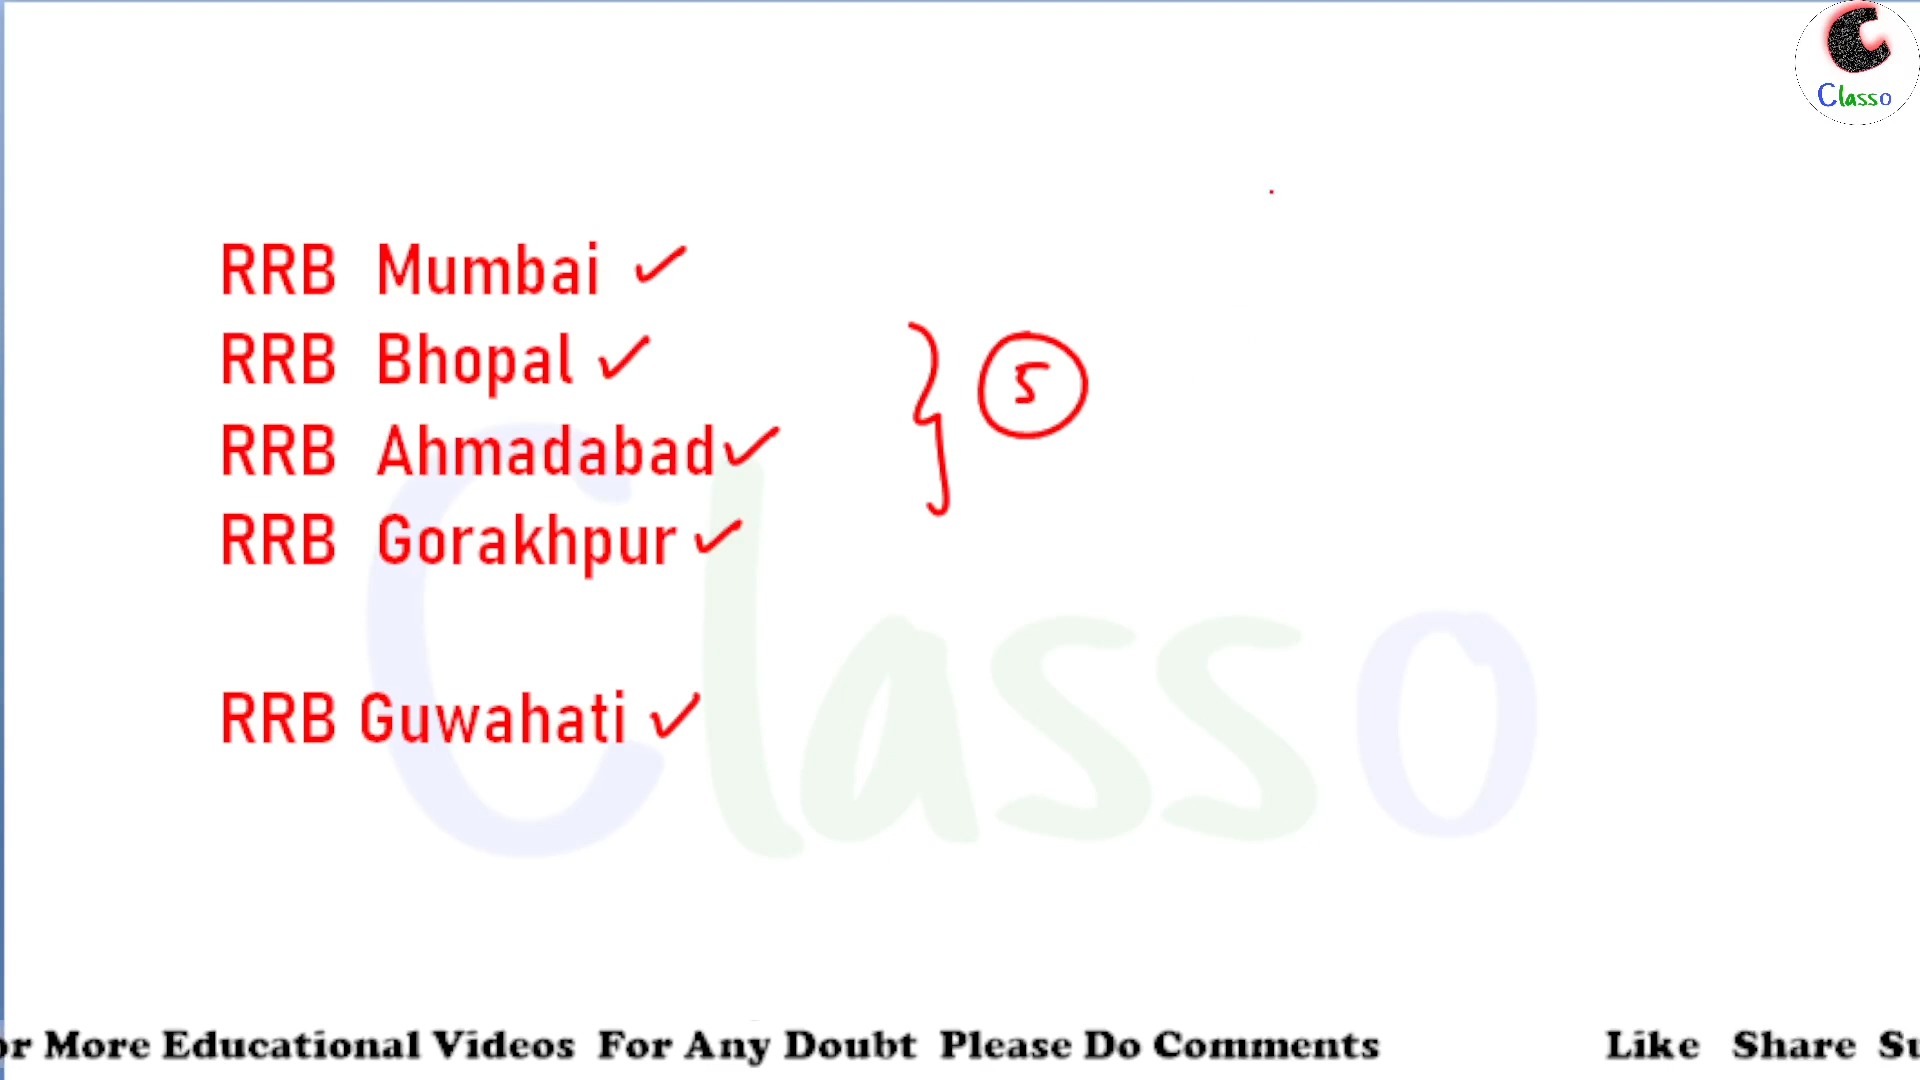 C
Classo
RRB Mumbai ✓
RRB Bhopal ✓
5
RRB Ahmadabad ✓
RRB Gorakhpur ✓
RRB Guwahati ✓
Classo
or More Educational Videos For Any Doubt Please Do Comments Like Share Su